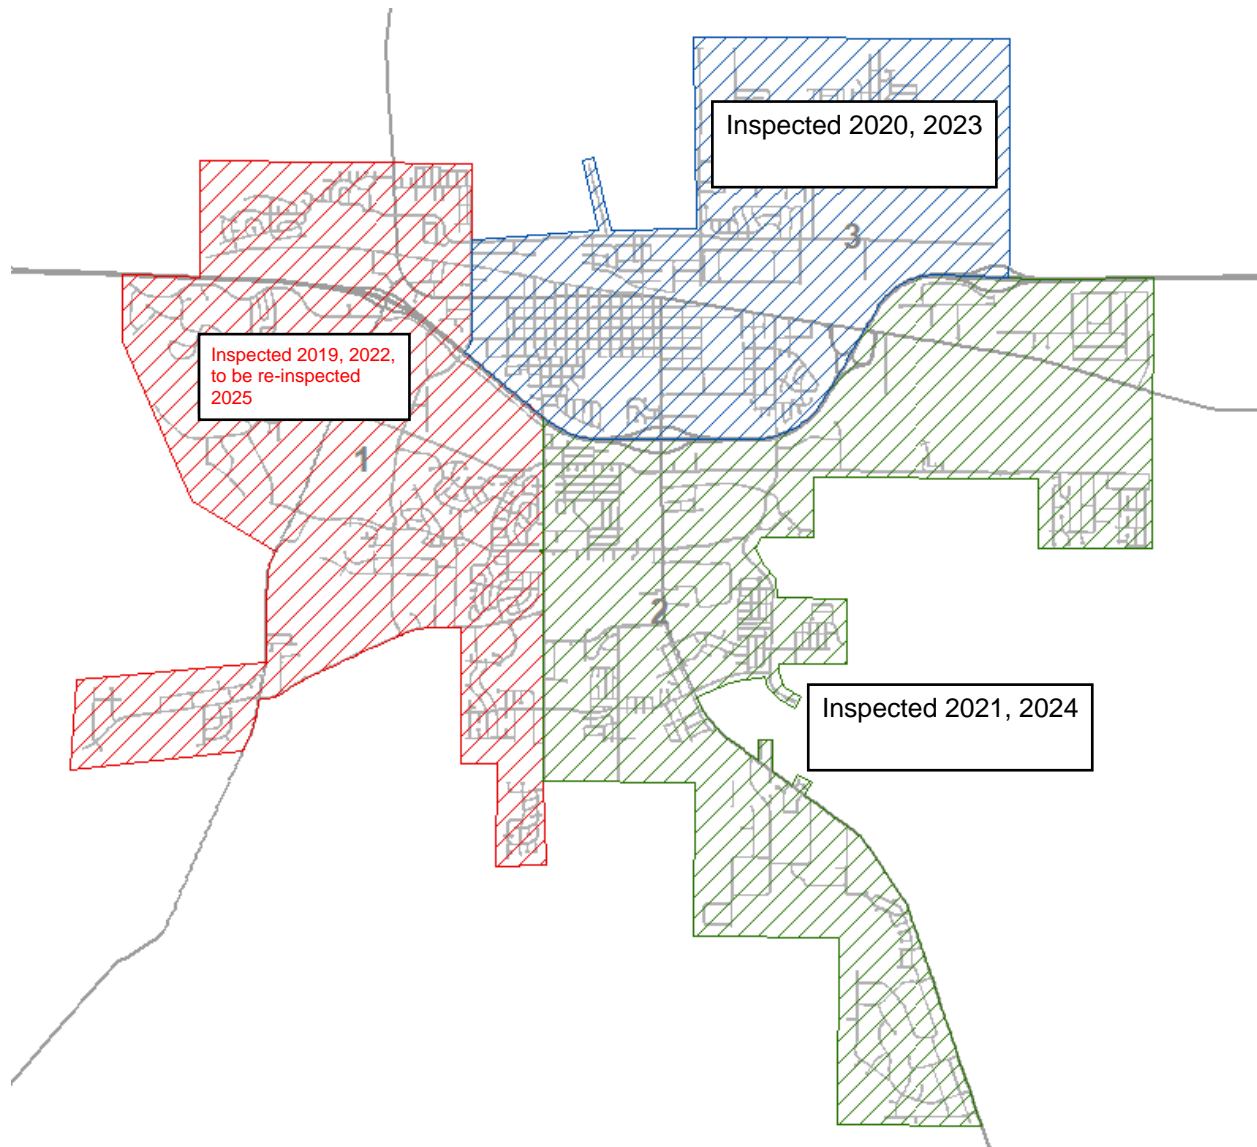 Inspected 2020, 2023
3
Inspected 2019, 2022,
to be re-inspected
2025
1
2
Inspected 2021, 2024